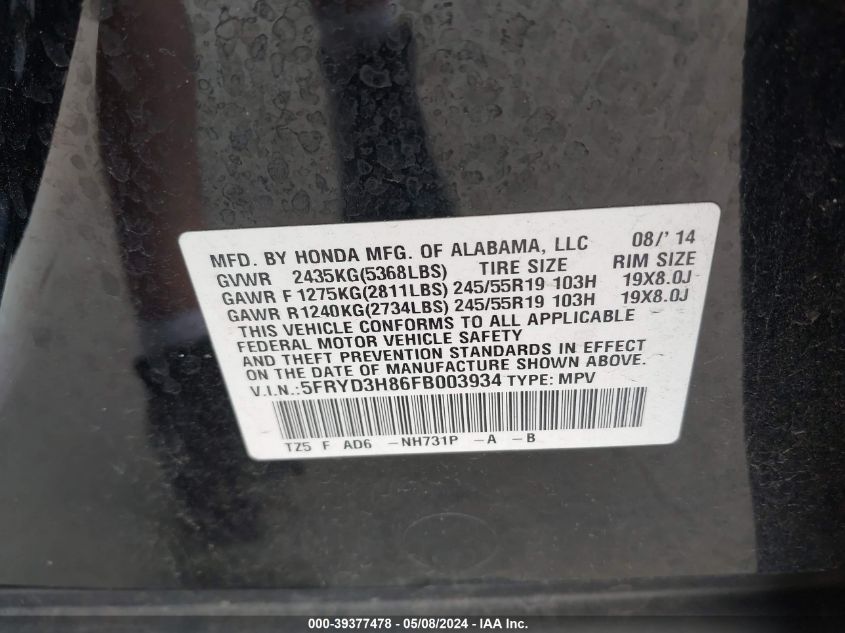 MFD. BY HONDA MFG. OF ALABAMA, LLC 08/' 14
GVWR 2435KG(5368LBS) TIRE SIZE RIM SIZE
GAWR F 1275KG(2811LBS) 245/55R19 103H 19X8.0J
GAWR R1240KG(2734LBS) 245/55R19 103H 19X8.0J
THIS VEHICLE CONFORMS TO ALL APPLICABLE
FEDERAL MOTOR VEHICLE SAFETY
AND THEFT PREVENTION STANDARDS IN EFFECT
ON THE DATE OF MANUFACTURE SHOWN ABOVE.
V.I.N.:5FRYD3H86FB003934 TYPE: MPV
TZ5 F AD6 -NH731P -A -B
000-39377478 - 05/08/2024 - IAA Inc.